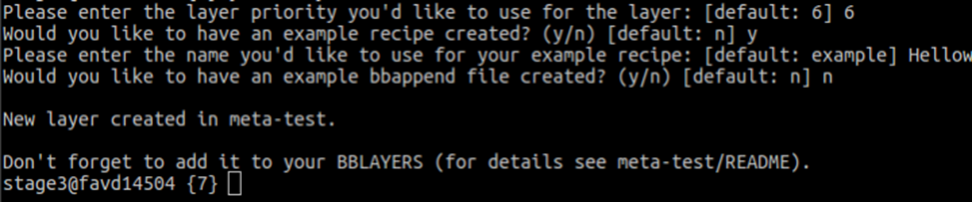 Please enter the layer priority you'd like to use for the layer: [default: 6] 6
Would you like to have an example recipe created? (y/n) [default: n] y
Please enter the name you'd like to use for your example recipe: [default: example] Hellow
Would you like to have an example bbappend file created? (y/n) [default: n] n
New layer created in meta-test.
Don't forget to add it to your BBLAYERS (for details see meta-test/README).
stage3@favd14504 {7}